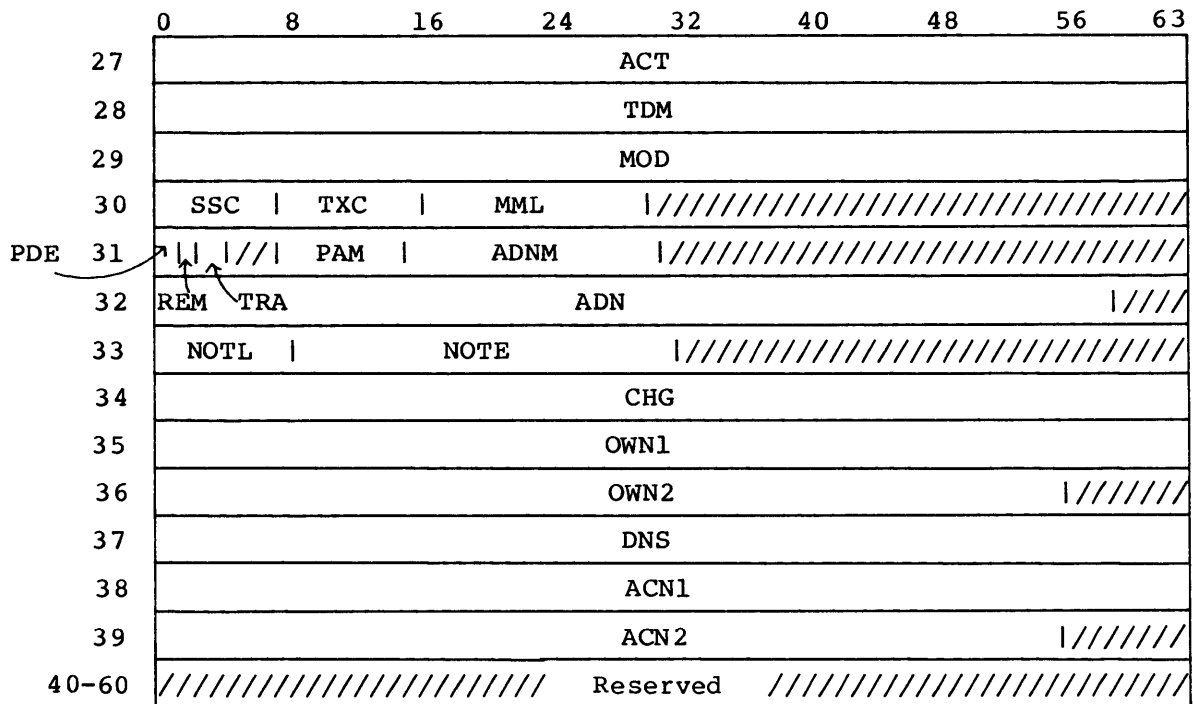 0 8 16 24 32 40 48 56 63
27 ACT
28 TDM
29 MOD
30 SSC | TXC | MML |/////////////////////////////////
PDE 31 | | |//| PAM | ADNM |////////////////////////////////
32 REM TRA ADN |////
33 NOTL | NOTE |///////////////////////////////
34 CHG
35 OWN1
36 OWN2 |///////
37 DNS
38 ACN1
39 ACN2 |///////
40-60 //////////////////////// Reserved //////////////////////////